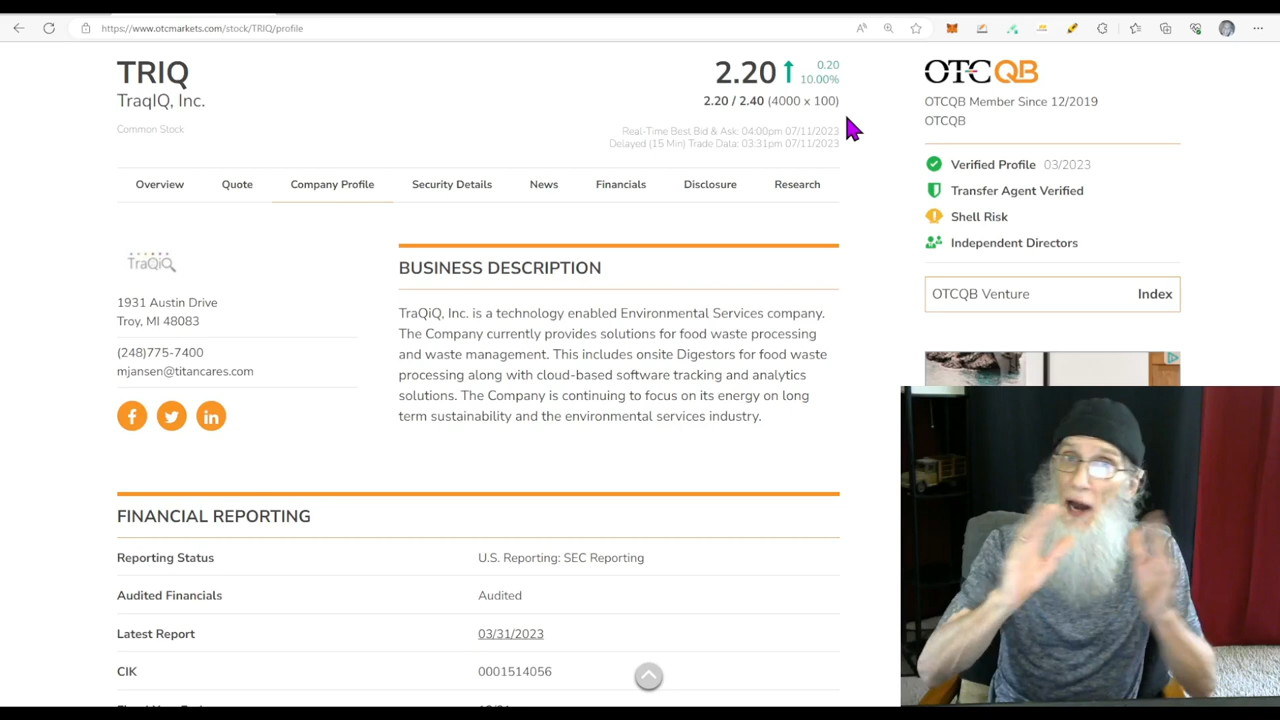 https://www.otcmarkets.com/stock/TRIQ/profile
TRIQ
TraqIQ, Inc.
Common Stock
2.20
0.20
10.00%
2.20 / 2.40 (4000 x 100)
Real-Time Best Bid & Ask: 04:00pm 07/11/2023
Delayed (15 Min) Trade Data: 03:31pm 07/11/2023
OTCQB
OTCQB Member Since 12/2019
OTCQB
Verified Profile 03/2023
Transfer Agent Verified
Shell Risk
Independent Directors
OTCQB Venture Index
Overview Quote Company Profile Security Details News Financials Disclosure Research
TraQiQ
1931 Austin Drive
Troy, MI 48083
(248)775-7400
mjansen@titancares.com
BUSINESS DESCRIPTION
TraQiQ, Inc. is a technology enabled Environmental Services company.
The Company currently provides solutions for food waste processing
and waste management. This includes onsite Digestors for food waste
processing along with cloud-based software tracking and analytics
solutions. The Company is continuing to focus on its energy on long
term sustainability and the environmental services industry.
FINANCIAL REPORTING
Reporting Status U.S. Reporting: SEC Reporting
Audited Financials Audited
Latest Report 03/31/2023
CIK 0001514056